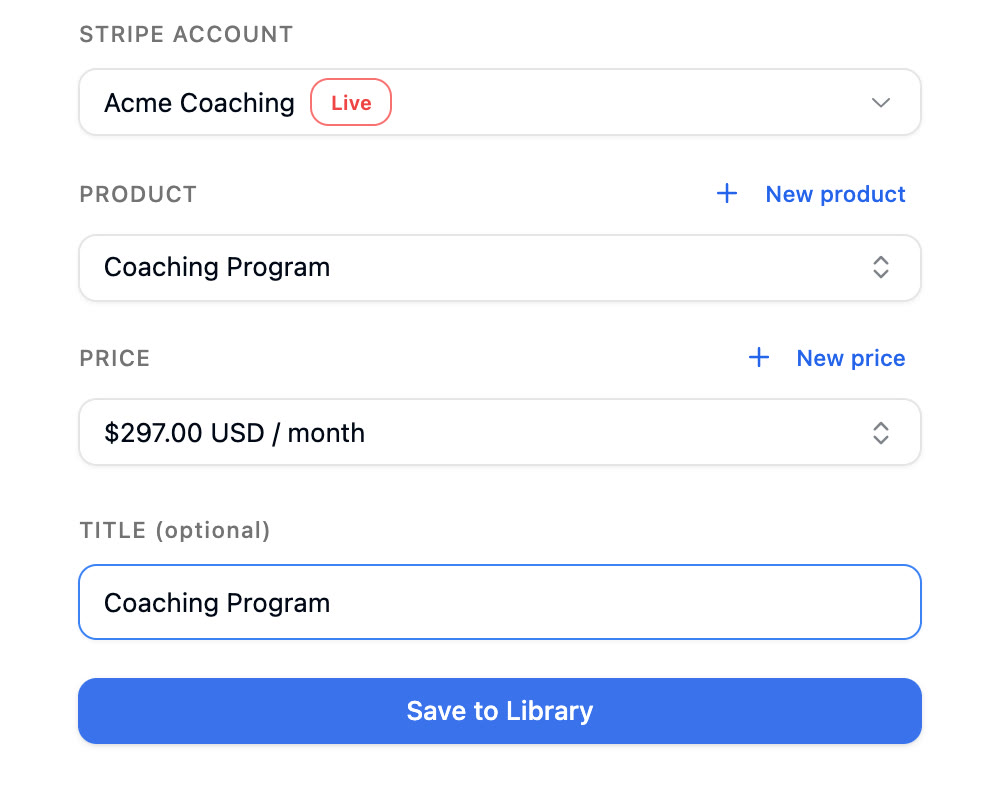 STRIPE ACCOUNT
Acme Coaching Live
PRODUCT + New product
Coaching Program
PRICE + New price
$297.00 USD / month
TITLE (optional)
Coaching Program
Save to Library